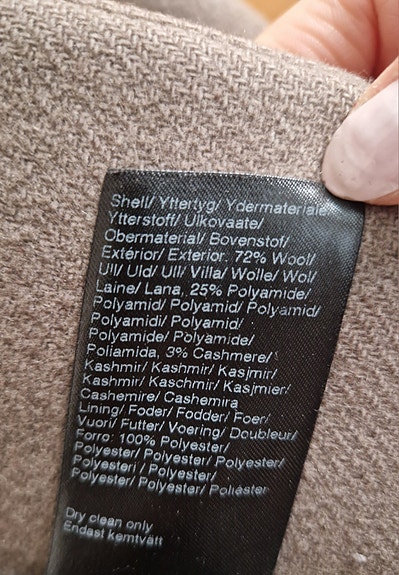 Shell/ Yttertyg/ Ydermateriale
Ytterstoff/ Ulkovaate/
Obermaterial/ Bovenstof/
Extérior/ Exterior. 72% Wool/
Ull/ Uld/ Ull/ Villa/ Wolle/ Wol/
Laine/ Lana, 25% Polyamide/
Polyamid/ Polyamid/ Polyamid/
Polyamidi/ Polyamid/
Polyamide/ Polyamide/
Poliamida, 3% Cashmere/
Kashmir/ Kashmir/ Kasjmir/
Kashmir/ Kaschmir/ Kasjmier/
Cashemire/ Cashemira
Lining/ Foder/ Fodder/ Foer/
Vuori/ Futter/ Voering/ Doubleur/
Forro: 100% Polyester/
Polyester/ Polyester/ Polyester/
Polyesteri/ Polyester/
Polyester/ Polyester/ Poliéster
Dry clean only
Endast kemtvätt